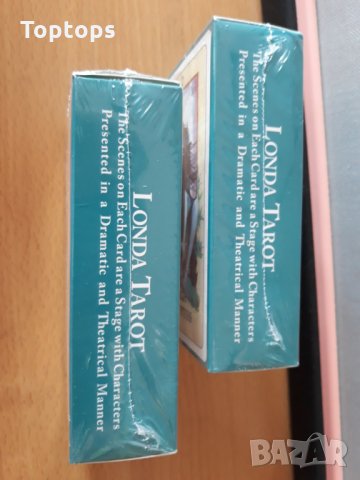 Toptops
LONDA TAROT
The Scenes on Each Card are a Stage with Characters
Presented in a Dramatic and Theatrical Manner
LONDA TAROT
The Scenes on Each Card are a Stage with Characters
Presented in a Dramatic and Theatrical Manner
BAZAR